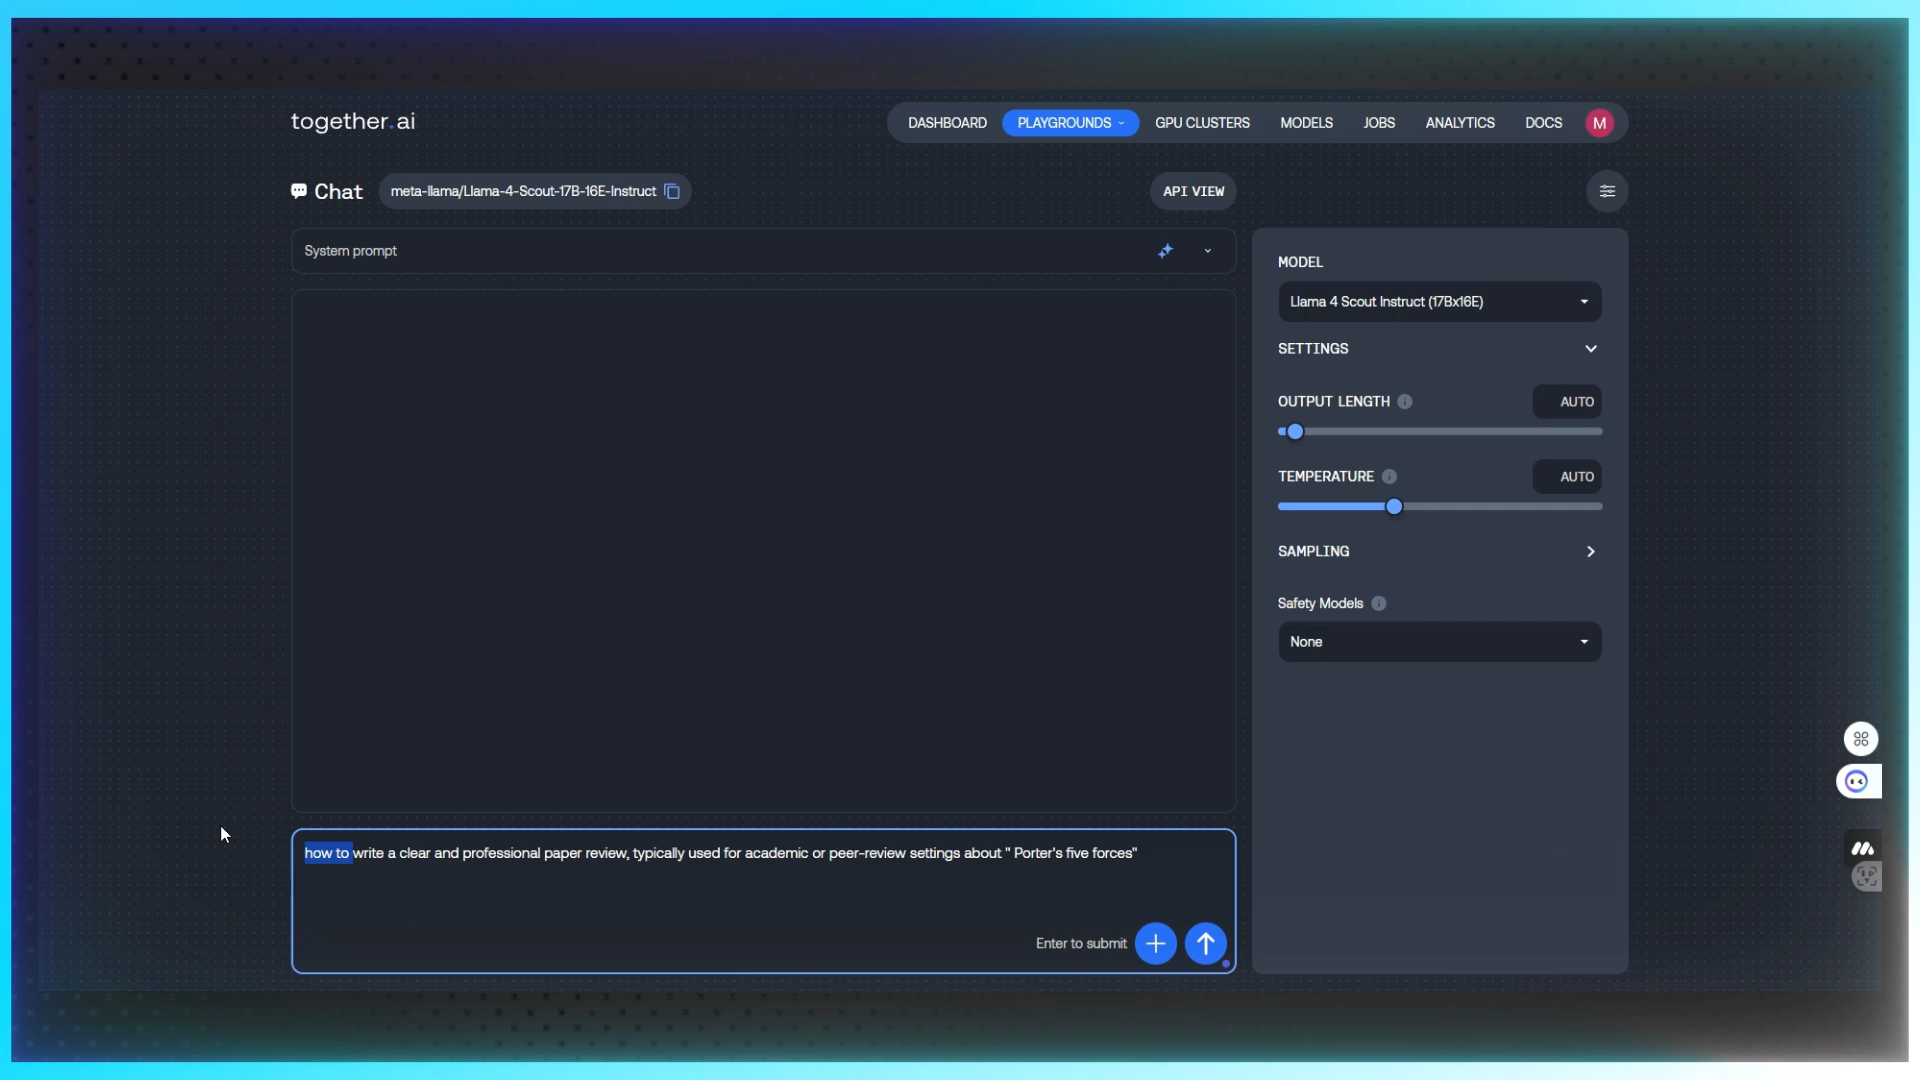 together.ai
DASHBOARD PLAYGROUNDS GPU CLUSTERS MODELS JOBS ANALYTICS DOCS M
Chat meta-llama/Llama-4-Scout-17B-16E-Instruct API VIEW
System prompt
MODEL
Llama 4 Scout Instruct (17Bx16E)
SETTINGS
OUTPUT LENGTH AUTO
TEMPERATURE AUTO
SAMPLING
Safety Models
None
how to write a clear and professional paper review, typically used for academic or peer-review settings about " Porter's five forces"
Enter to submit